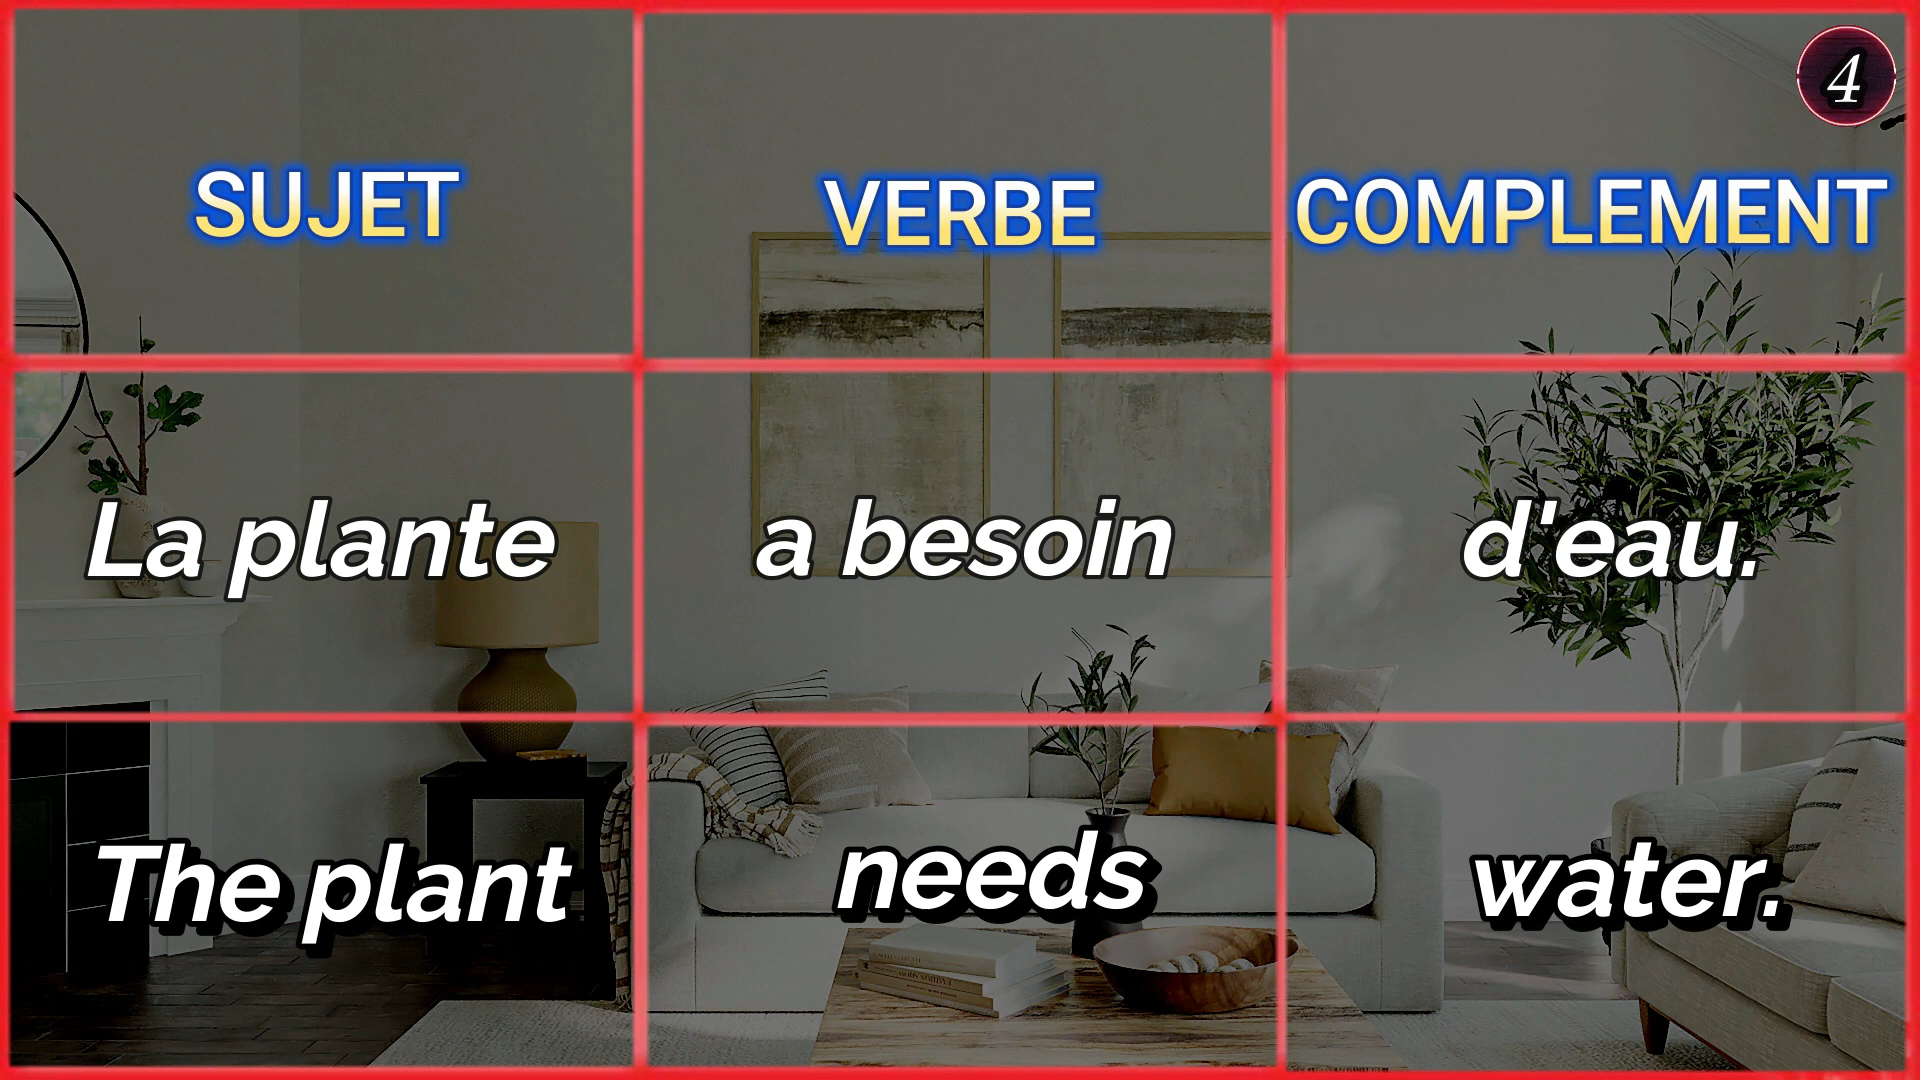 4
SUJET VERBE COMPLEMENT
La plante a besoin d'eau.
The plant needs water.